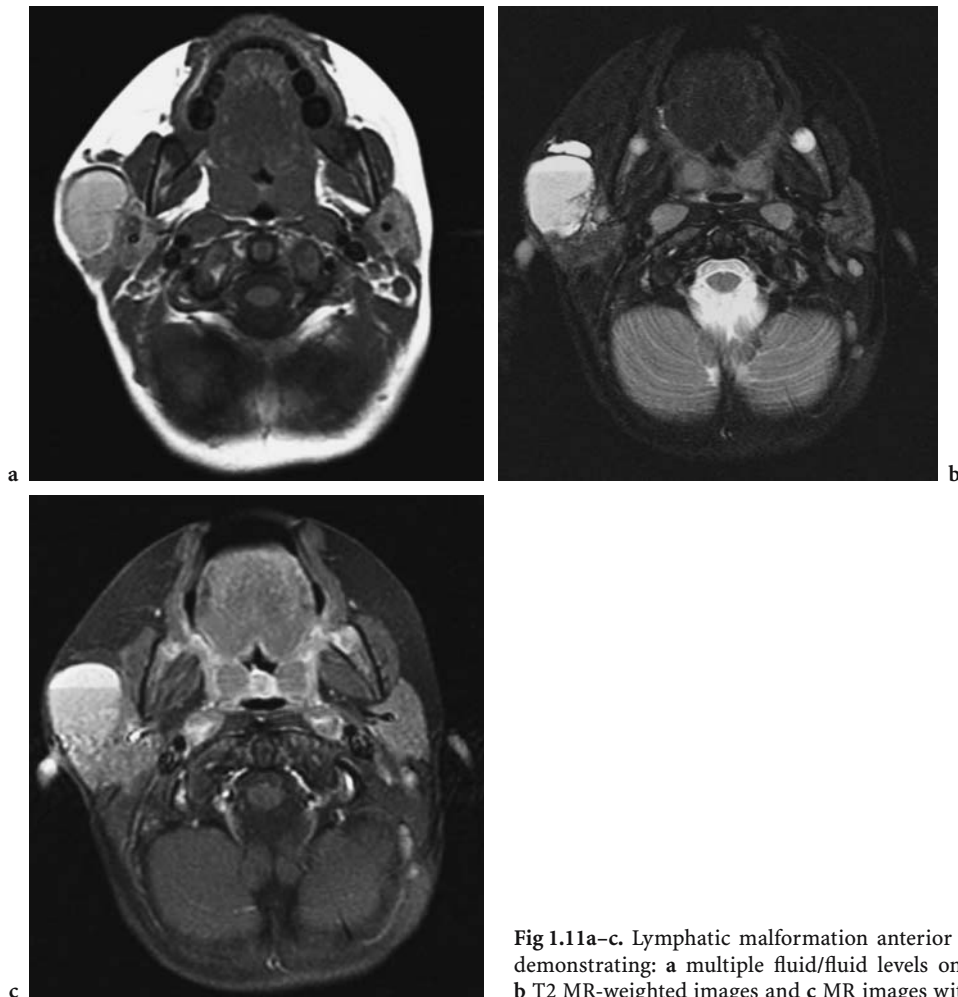 a
b
c
Fig 1.11a–c. Lymphatic malformation anterior
demonstrating: a multiple fluid/fluid levels on
b T2 MR-weighted images and c MR images wit